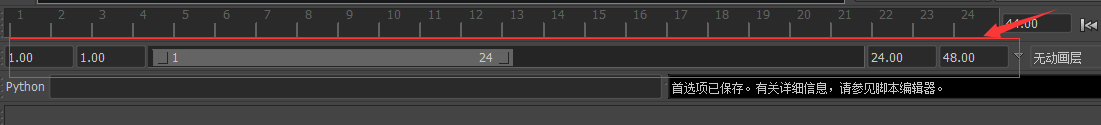 1 2 3 4 5 6 7 8 9 10 11 12 13 14 15 16 17 18 19 20 21 22 23 24 44.00
1.00 1.00 1 24 24.00 48.00 无动画层
Python 首选项已保存。有关详细信息，请参见脚本编辑器。